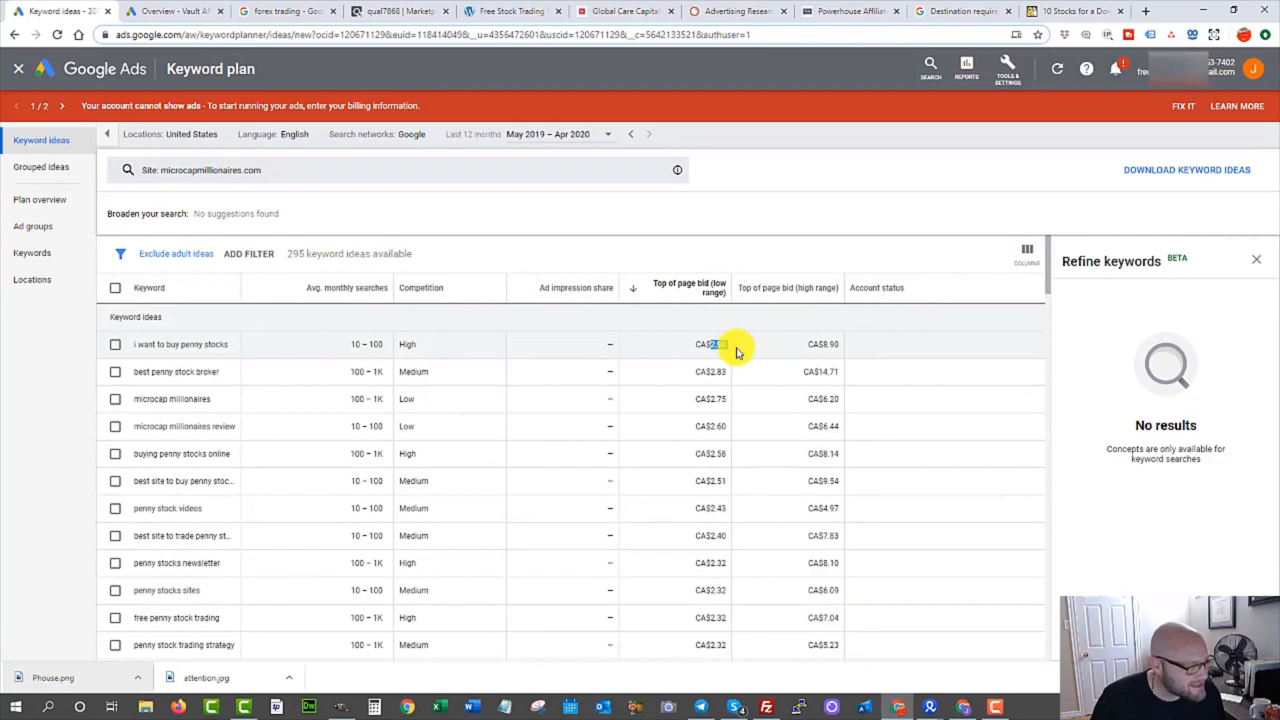 Keyword ideas - 30
Overview - Vault Af
forex trading - Goo
qual7868 | Marketp
Free Stock Trading
Global Care Capital
Advertising Resear
Powerhouse Affiliat
Destination require
10 Stocks for a Dov
ads.google.com/aw/keywordplanner/ideas/new?ocid=120671129&euid=118414049&__u=4356472601&uscid=120671129&__c=5642133521&authuser=1
Google Ads
Keyword plan
SEARCH
REPORTS
TOOLS & SETTINGS
!
53-7402
free
ail.com
J
1 / 2
Your account cannot show ads - To start running your ads, enter your billing information.
FIX IT
LEARN MORE
Keyword ideas
Grouped ideas
Plan overview
Ad groups
Keywords
Locations
Locations: United States
Language: English
Search networks: Google
Last 12 months
May 2019 – Apr 2020
Site: microcapmillionaires.com
DOWNLOAD KEYWORD IDEAS
Broaden your search: No suggestions found
Exclude adult ideas
ADD FILTER
295 keyword ideas available
COLUMNS
Refine keywords BETA
Keyword
Avg. monthly searches
Competition
Ad impression share
Top of page bid (low range)
Top of page bid (high range)
Account status
Keyword ideas
i want to buy penny stocks 10 – 100 High – CA$ CA$8.90
best penny stock broker 100 – 1K Medium – CA$2.83 CA$14.71
microcap millionaires 100 – 1K Low – CA$2.75 CA$6.20
microcap millionaires review 10 – 100 Low – CA$2.60 CA$6.44
buying penny stocks online 100 – 1K High – CA$2.58 CA$8.14
best site to buy penny stoc... 10 – 100 Medium – CA$2.51 CA$9.54
penny stock videos 10 – 100 Medium – CA$2.43 CA$4.97
best site to trade penny st... 10 – 100 Medium – CA$2.40 CA$7.83
penny stocks newsletter 100 – 1K High – CA$2.32 CA$8.10
penny stocks sites 10 – 100 Medium – CA$2.32 CA$6.09
free penny stock trading 100 – 1K High – CA$2.32 CA$7.04
penny stock trading strategy 100 – 1K Medium – CA$2.32 CA$5.23
No results
Concepts are only available for
keyword searches
Phouse.png
attention.jpg